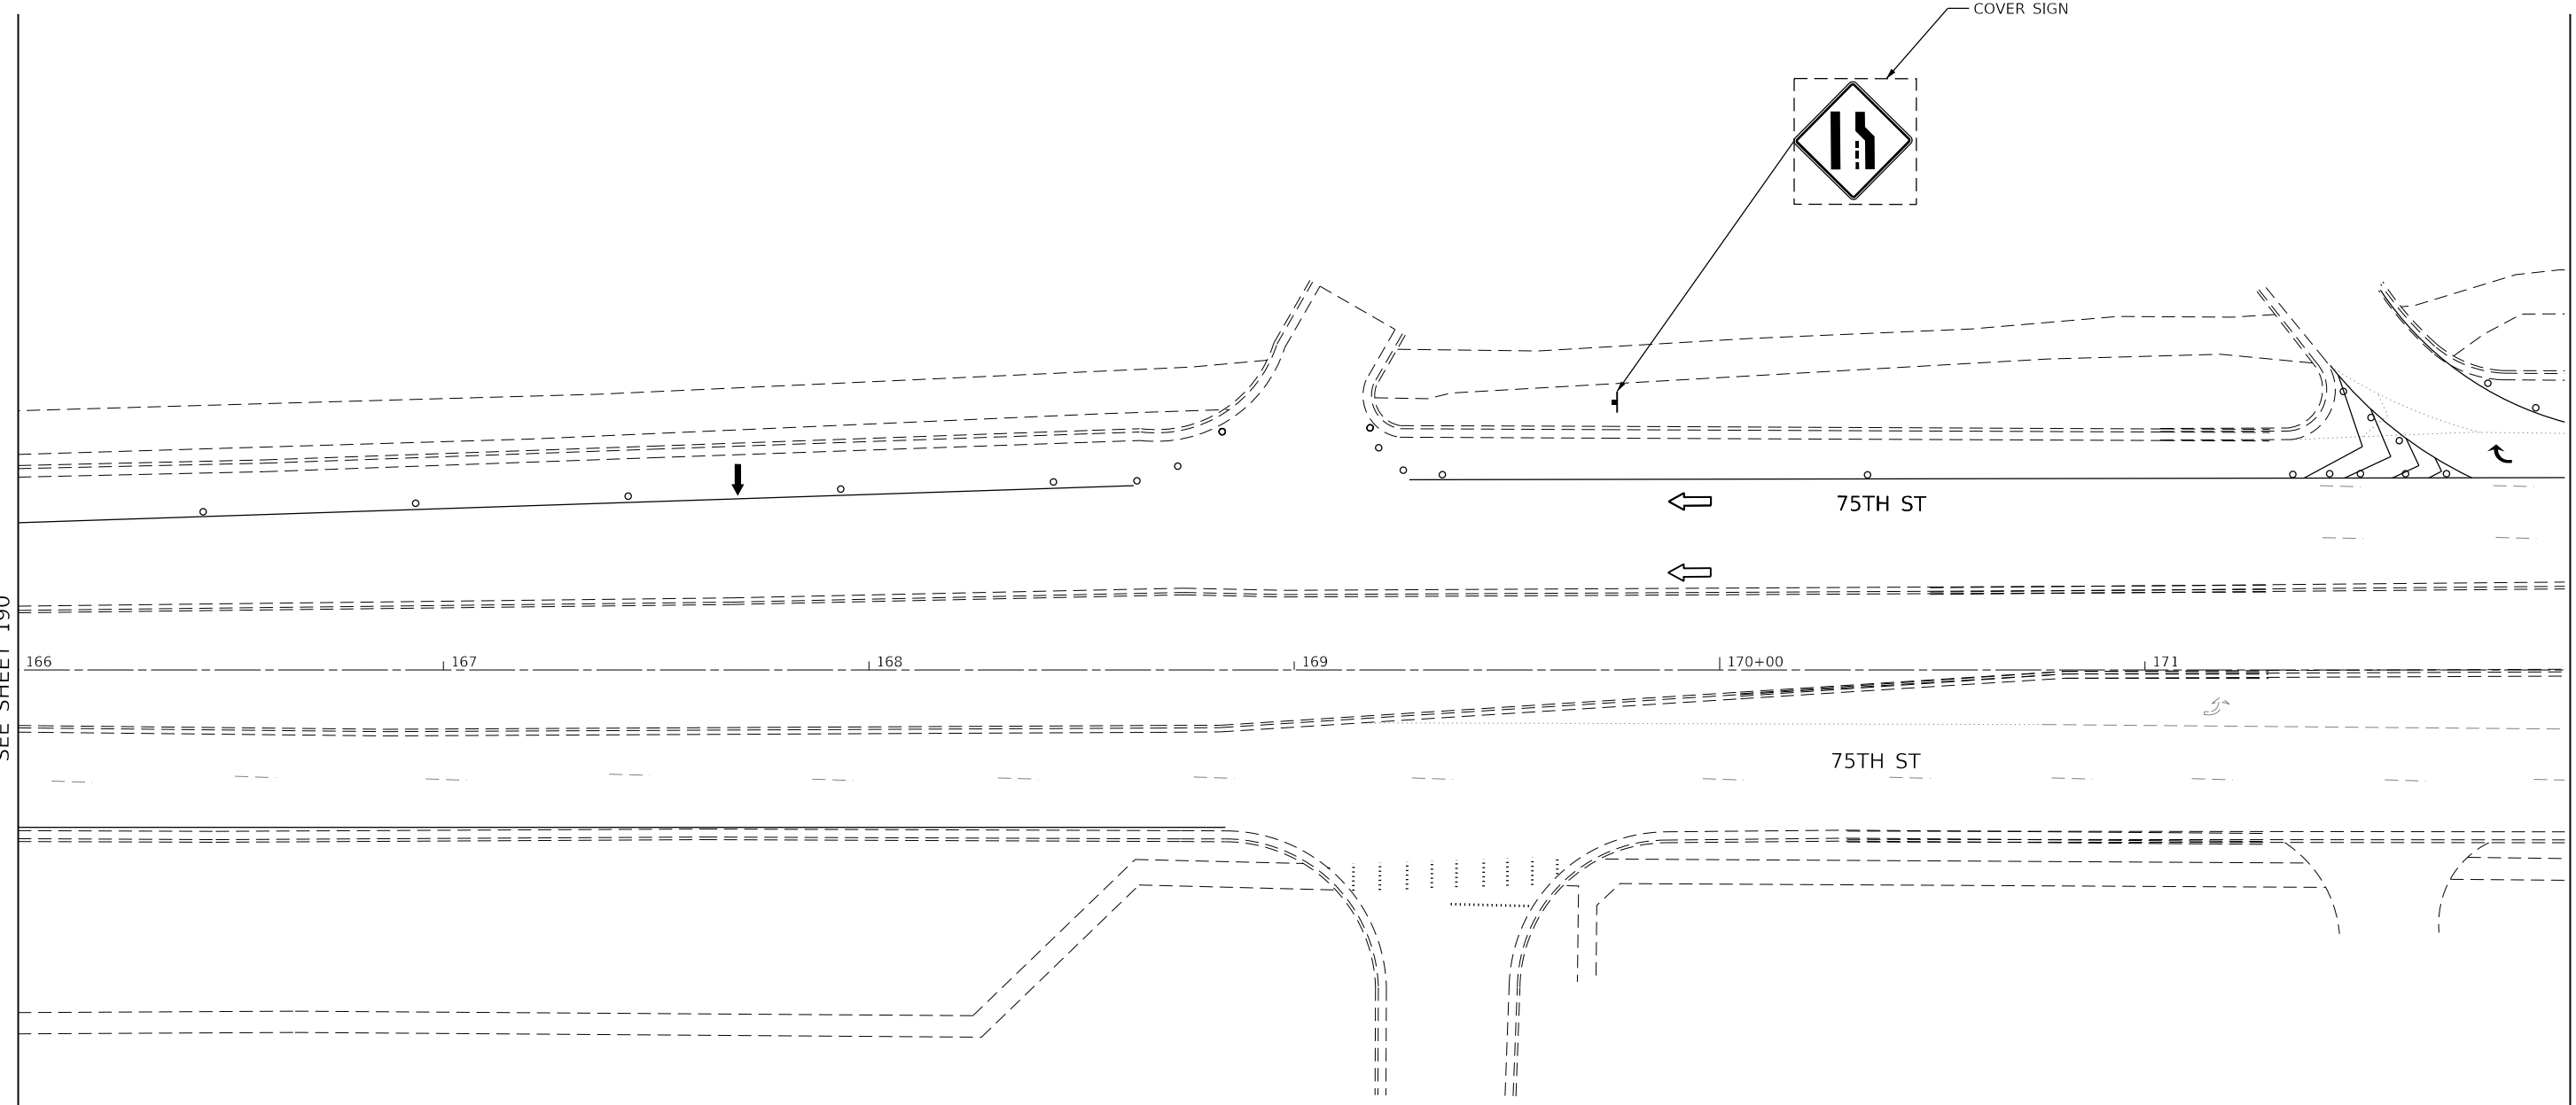 COVER SIGN
75TH ST
166 167 168 169 170+00 171
75TH ST
SEE SHEET 190